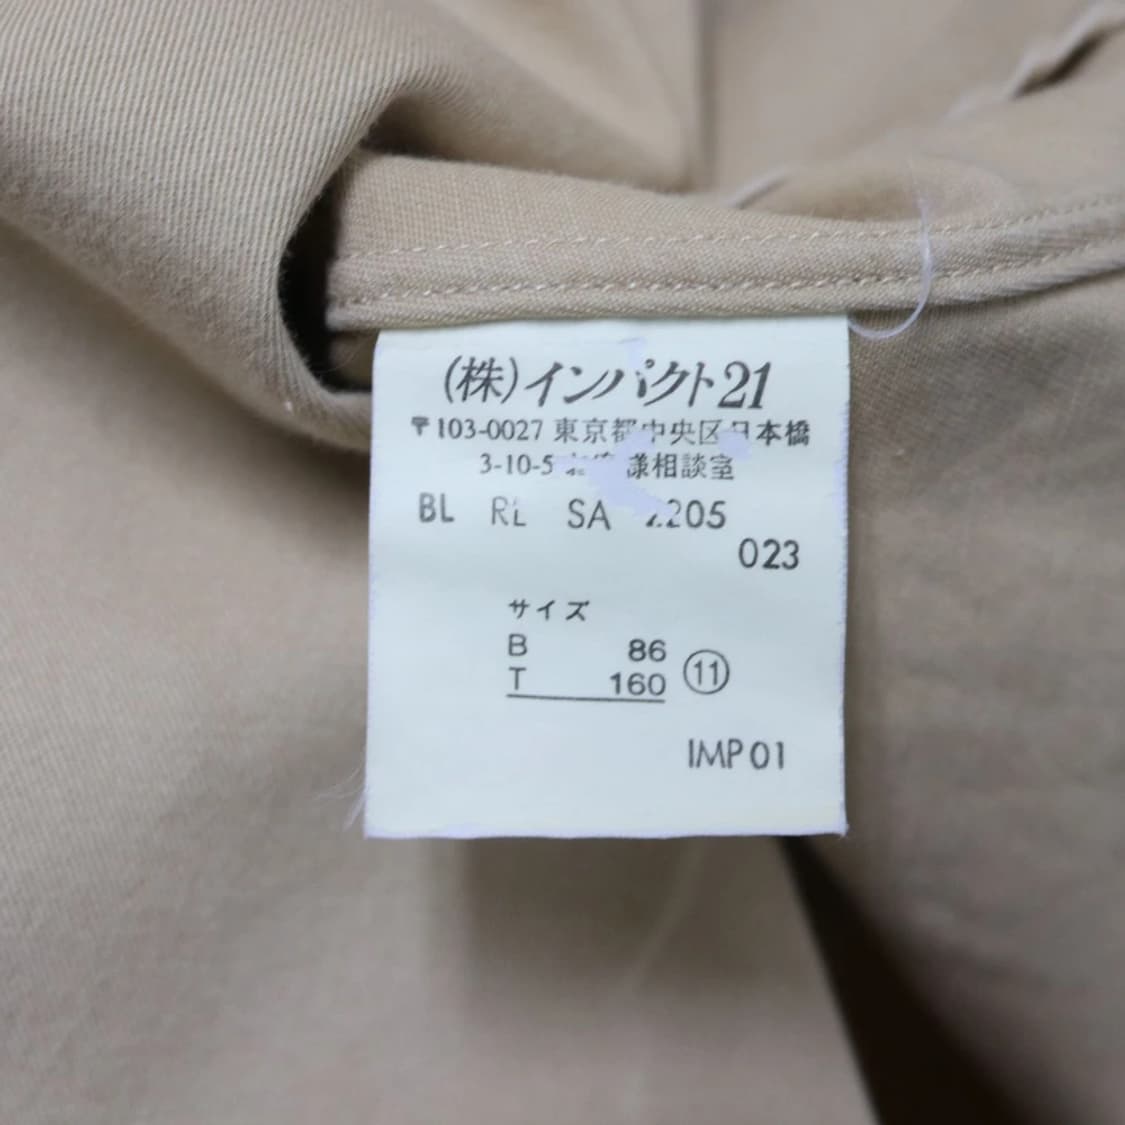 (株)インパクト21
〒103-0027 東京都中央区日本橋
3-10-5 様相談室
BL RL SA 2205
023
サイズ
B 86
T 160 ⑪
IMP01